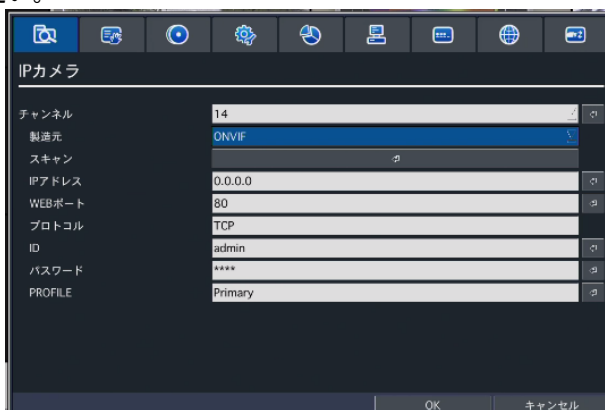 IPカメラ
チャンネル 14
製造元 ONVIF
スキャン
IPアドレス 0.0.0.0
WEBポート 80
プロトコル TCP
ID admin
パスワード ****
PROFILE Primary
OK キャンセル